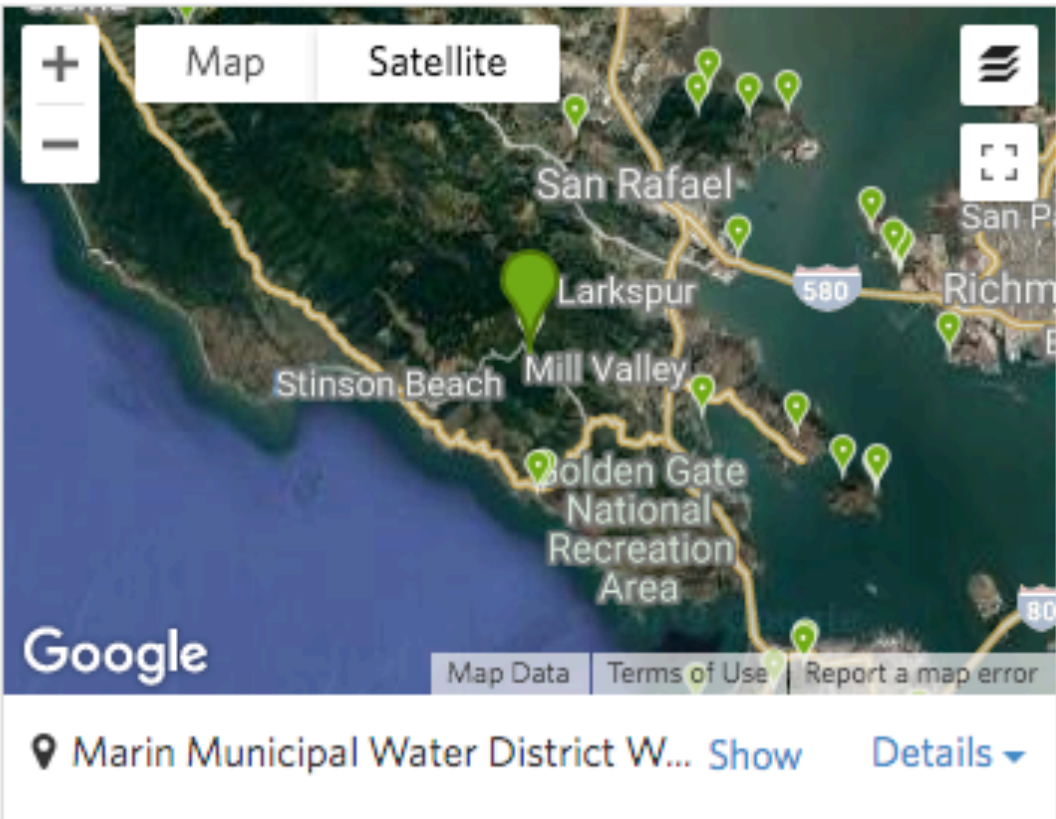 +
Map Satellite
−
San Rafael
San P
580
Richm
Larkspur
Mill Valley
Stinson Beach
Golden Gate
National
Recreation
Area
80
Google
Map Data Terms of Use Report a map error
Marin Municipal Water District W... Show Details